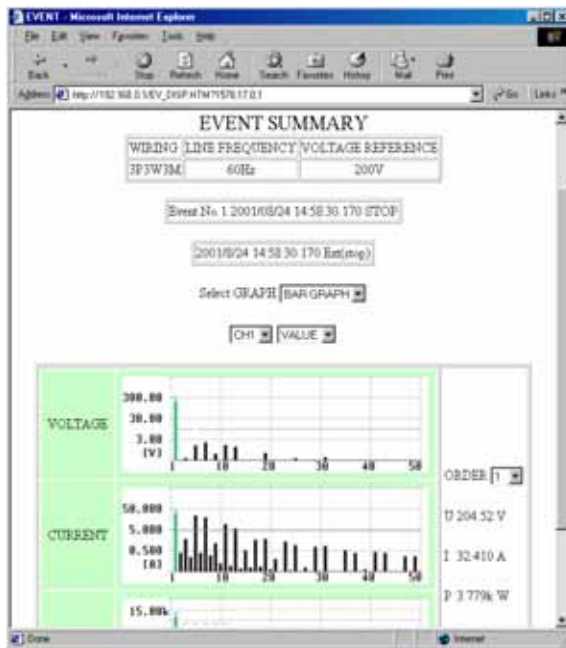 EVENT - Microsoft Internet Explorer
File Edit View Favorites Tools Help
Back Stop Refresh Home Search Favorites History Mail Print
Address Go Links »
EVENT SUMMARY
WIRING LINE FREQUENCY VOLTAGE REFERENCE
3P3W3M 60Hz 200V
Event No.1 2001/08/24 14:58:30.170 STOP
2001/8/24 14:58:30.170 Ext(stop)
Select GRAPH BAR GRAPH
CH1 VALUE
VOLTAGE
300.00
30.00
3.00
[V]
1 10 20 30 40 50
ORDER 1
CURRENT
50.000
5.000
0.500
[A]
1 10 20 30 40 50
U 204.52 V
I 32.410 A
P 3.779k W
15.00k
Done Internet